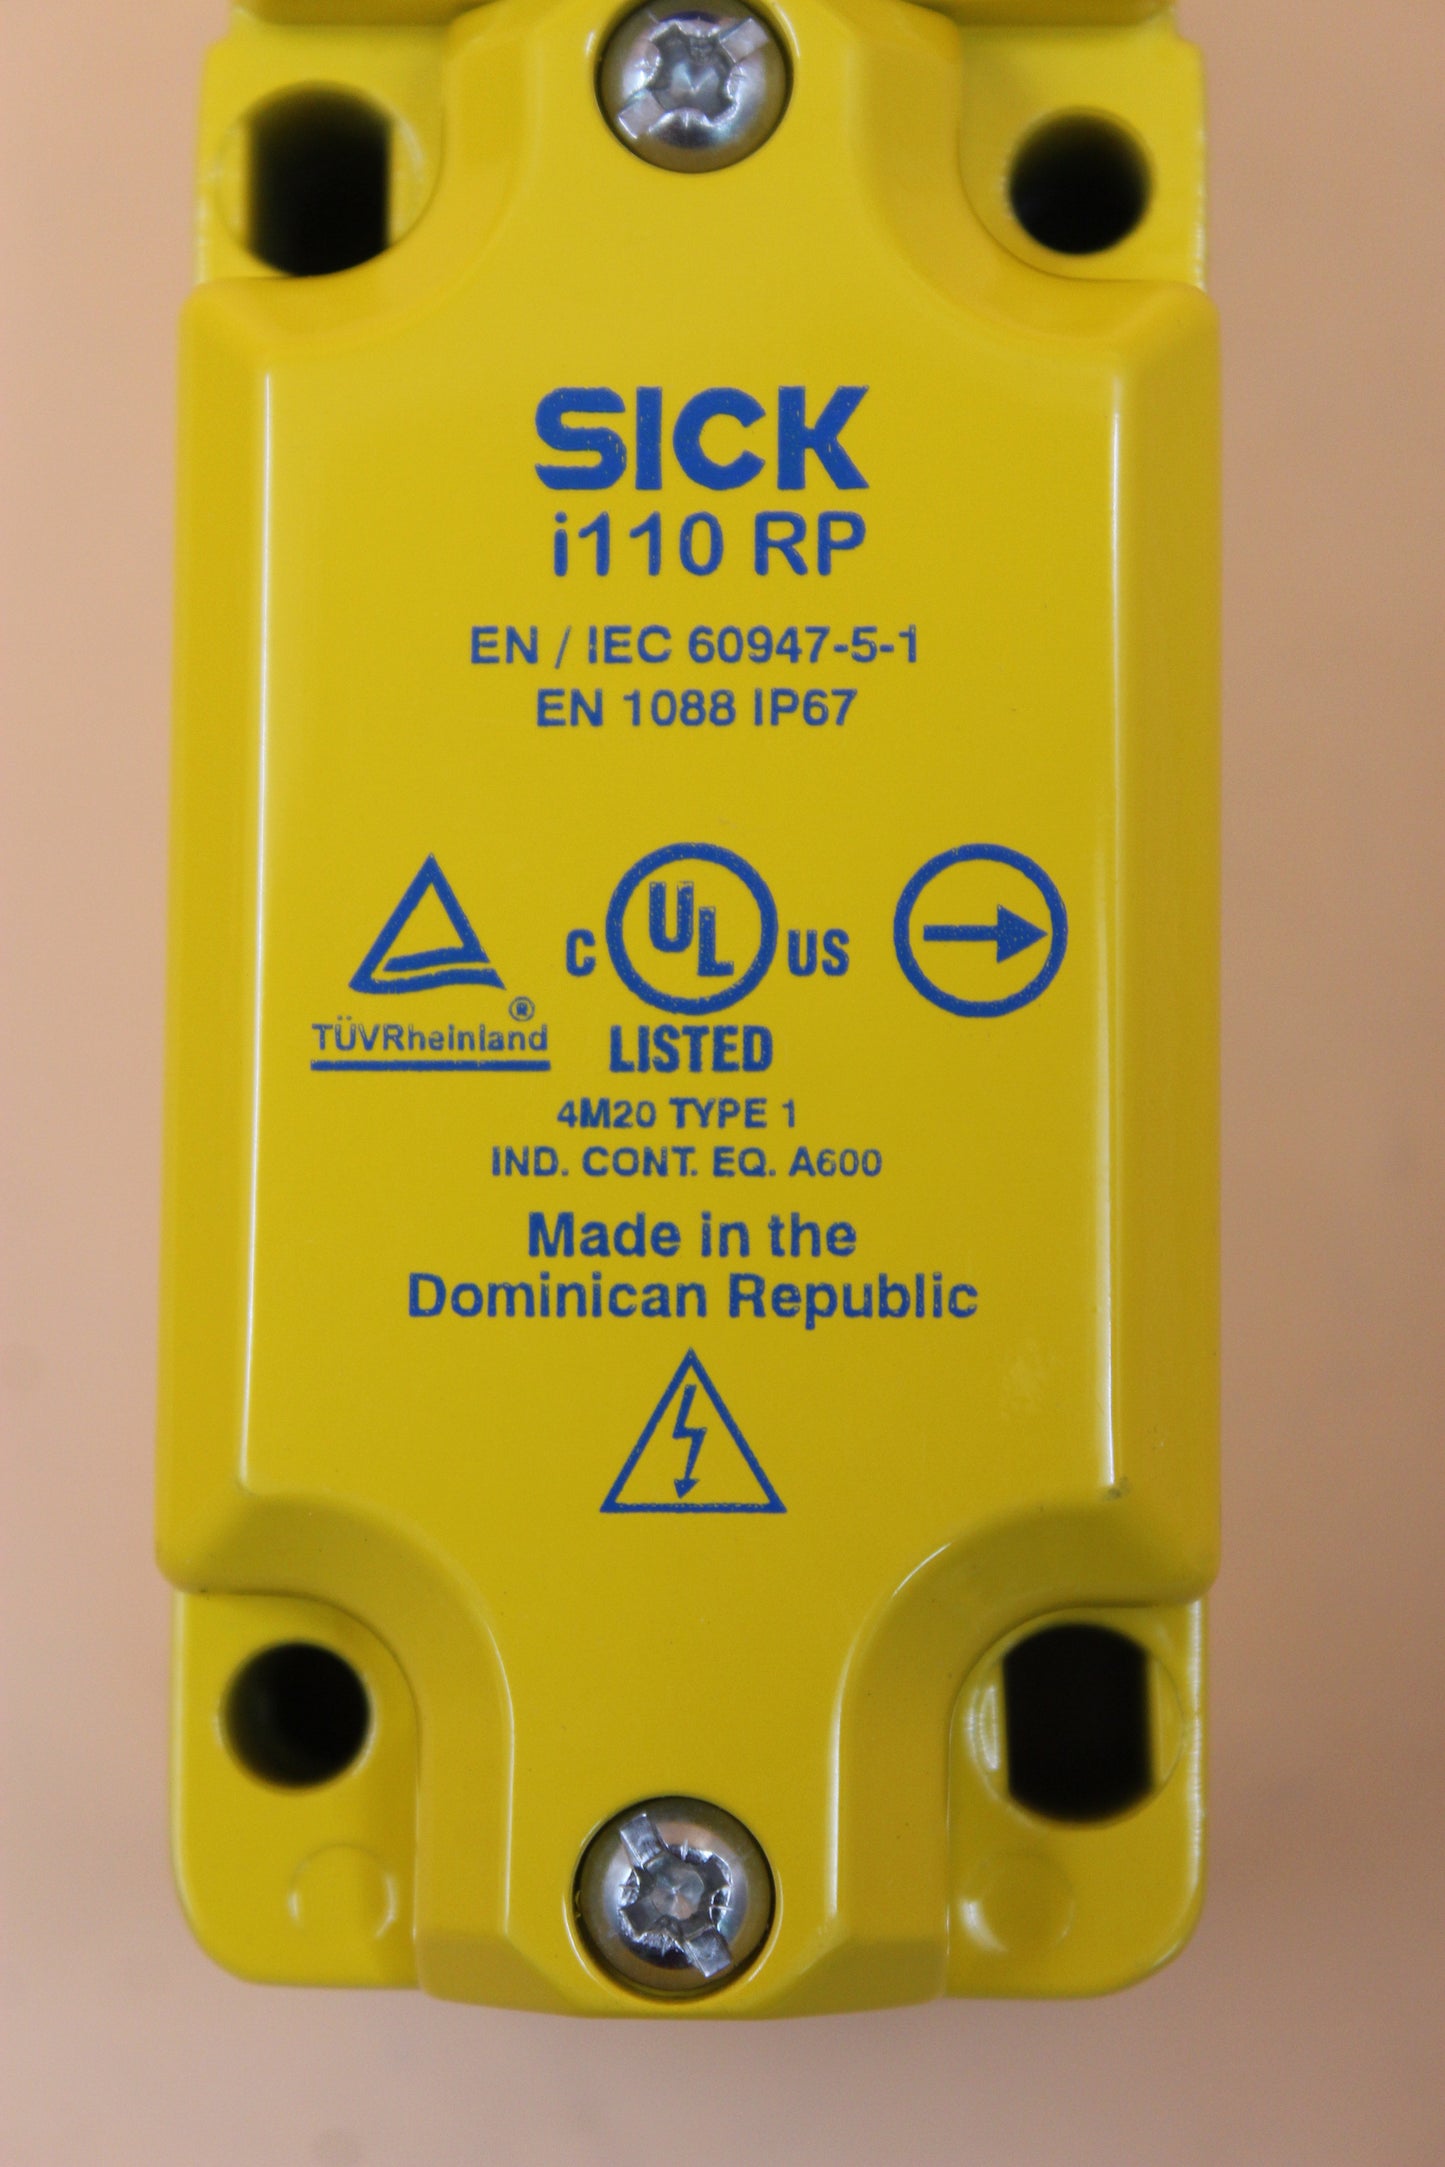 SICK
i110 RP
EN / IEC 60947-5-1
EN 1088 IP67
TÜVRheinland ®
C UL US
LISTED
4M20 TYPE 1
IND. CONT. EQ. A600
Made in the
Dominican Republic